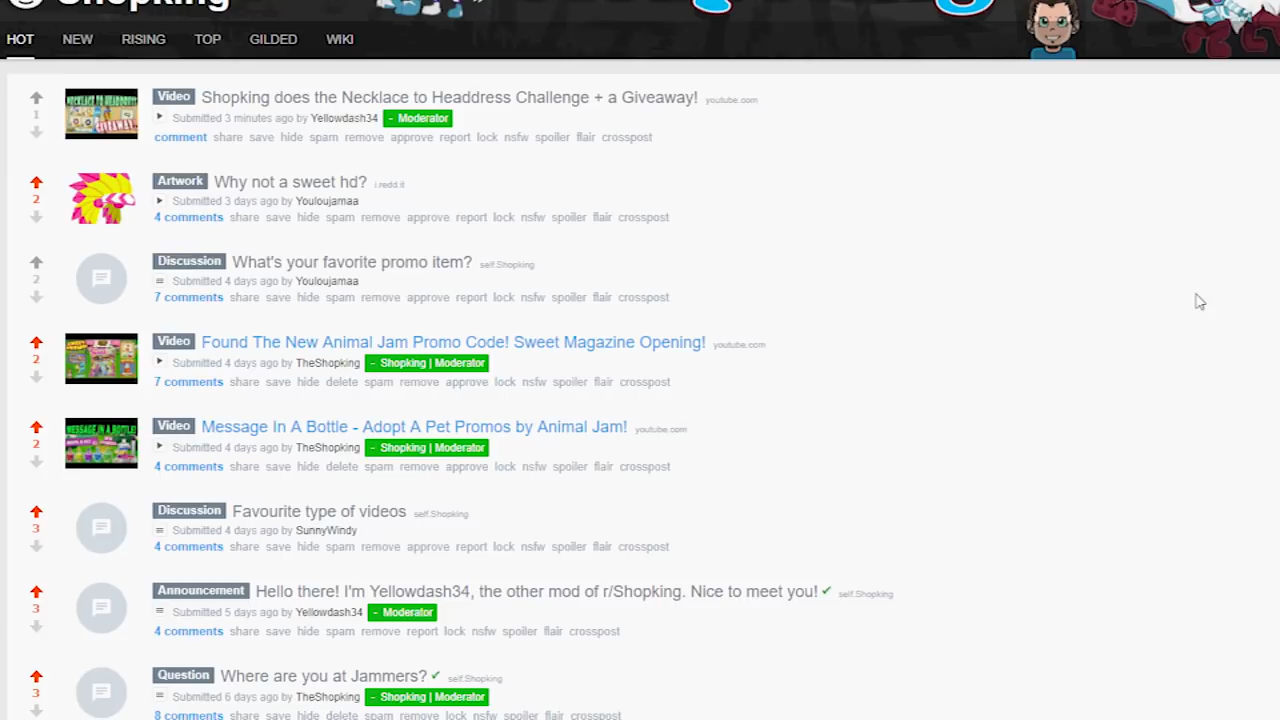 Shopking
HOT NEW RISING TOP GILDED WIKI
1 Video Shopking does the Necklace to Headdress Challenge + a Giveaway! youtube.com
Submitted 3 minutes ago by Yellowdash34 - Moderator
comment share save hide spam remove approve report lock nsfw spoiler flair crosspost
2 Artwork Why not a sweet hd? i.redd.it
Submitted 3 days ago by Youloujamaa
4 comments share save hide spam remove approve report lock nsfw spoiler flair crosspost
2 Discussion What's your favorite promo item? self.Shopking
Submitted 4 days ago by Youloujamaa
7 comments share save hide spam remove approve report lock nsfw spoiler flair crosspost
2 Video Found The New Animal Jam Promo Code! Sweet Magazine Opening! youtube.com
Submitted 4 days ago by TheShopking - Shopking | Moderator
7 comments share save hide delete spam remove approve lock nsfw spoiler flair crosspost
MESSAGE IN A BOTTLE!
2 Video Message In A Bottle - Adopt A Pet Promos by Animal Jam! youtube.com
Submitted 4 days ago by TheShopking - Shopking | Moderator
4 comments share save hide delete spam remove approve lock nsfw spoiler flair crosspost
3 Discussion Favourite type of videos self.Shopking
Submitted 4 days ago by SunnyWindy
4 comments share save hide spam remove approve report lock nsfw spoiler flair crosspost
3 Announcement Hello there! I'm Yellowdash34, the other mod of r/Shopking. Nice to meet you! ✔ self.Shopking
Submitted 5 days ago by Yellowdash34 - Moderator
4 comments share save hide spam remove report lock nsfw spoiler flair crosspost
3 Question Where are you at Jammers? ✔ self.Shopking
Submitted 6 days ago by TheShopking - Shopking | Moderator
8 comments share save hide delete spam remove lock nsfw spoiler flair crosspost